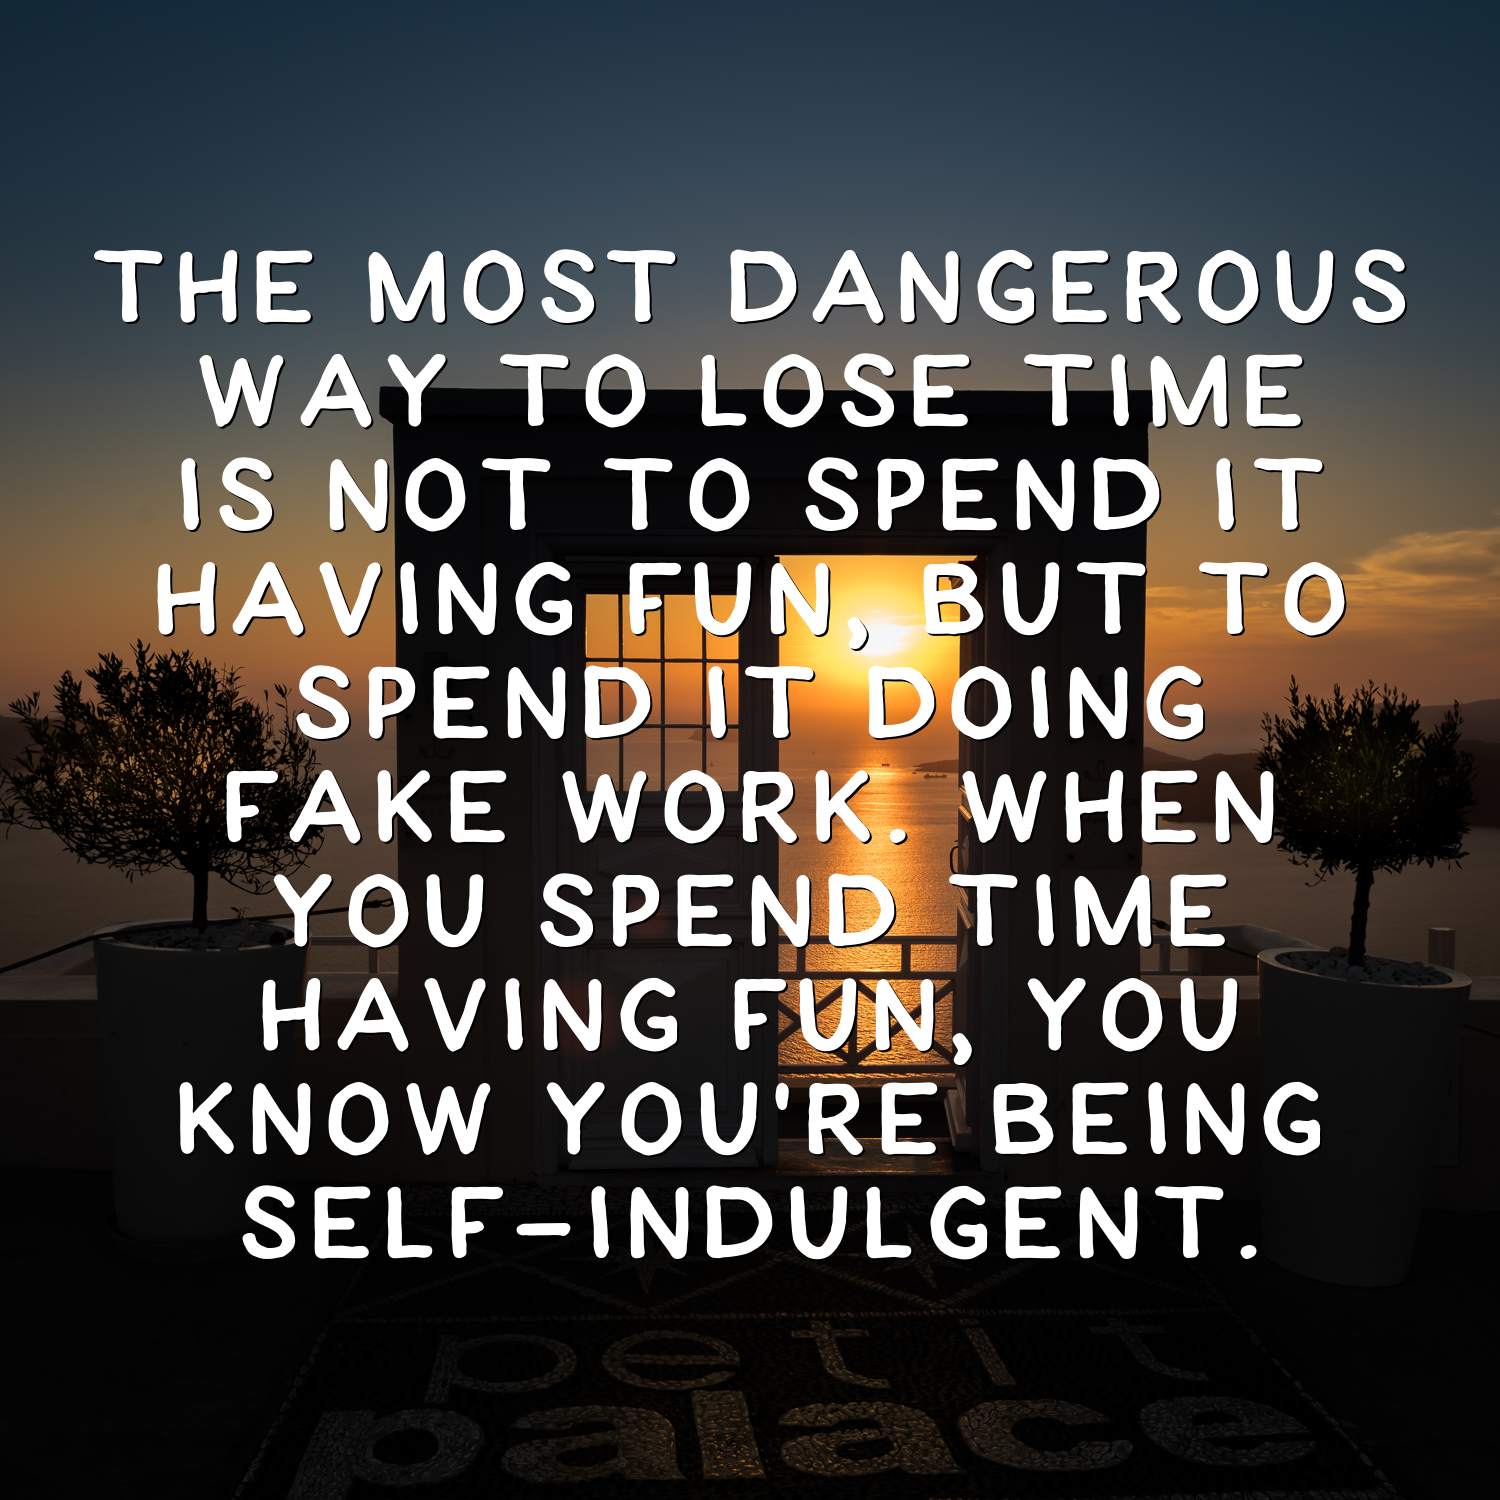 THE MOST DANGEROUS
WAY TO LOSE TIME
IS NOT TO SPEND IT
HAVING FUN, BUT TO
SPEND IT DOING
FAKE WORK. WHEN
YOU SPEND TIME
HAVING FUN, YOU
KNOW YOU'RE BEING
SELF-INDULGENT.
petit
palace